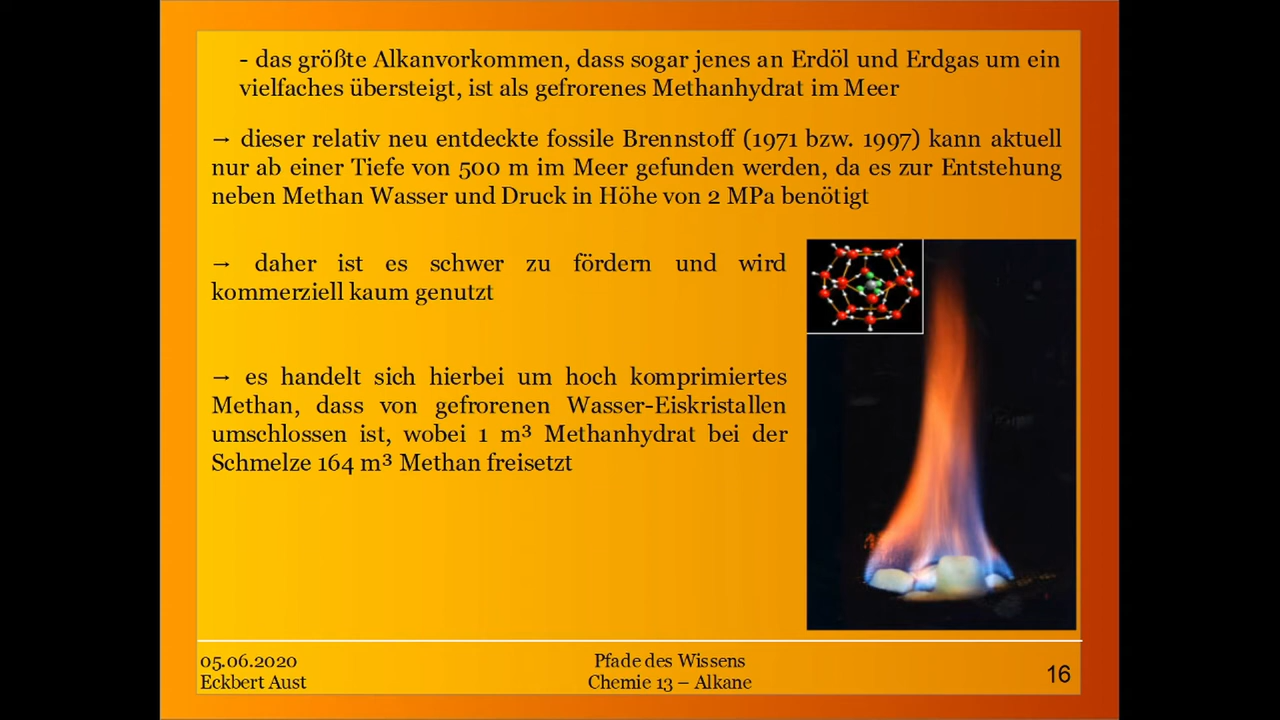 - das größte Alkanvorkommen, dass sogar jenes an Erdöl und Erdgas um ein
vielfaches übersteigt, ist als gefrorenes Methanhydrat im Meer
→ dieser relativ neu entdeckte fossile Brennstoff (1971 bzw. 1997) kann aktuell
nur ab einer Tiefe von 500 m im Meer gefunden werden, da es zur Entstehung
neben Methan Wasser und Druck in Höhe von 2 MPa benötigt
→ daher ist es schwer zu fördern und wird
kommerziell kaum genutzt
→ es handelt sich hierbei um hoch komprimiertes
Methan, dass von gefrorenen Wasser-Eiskristallen
umschlossen ist, wobei 1 m³ Methanhydrat bei der
Schmelze 164 m³ Methan freisetzt
05.06.2020
Eckbert Aust
Pfade des Wissens
Chemie 13 – Alkane
16